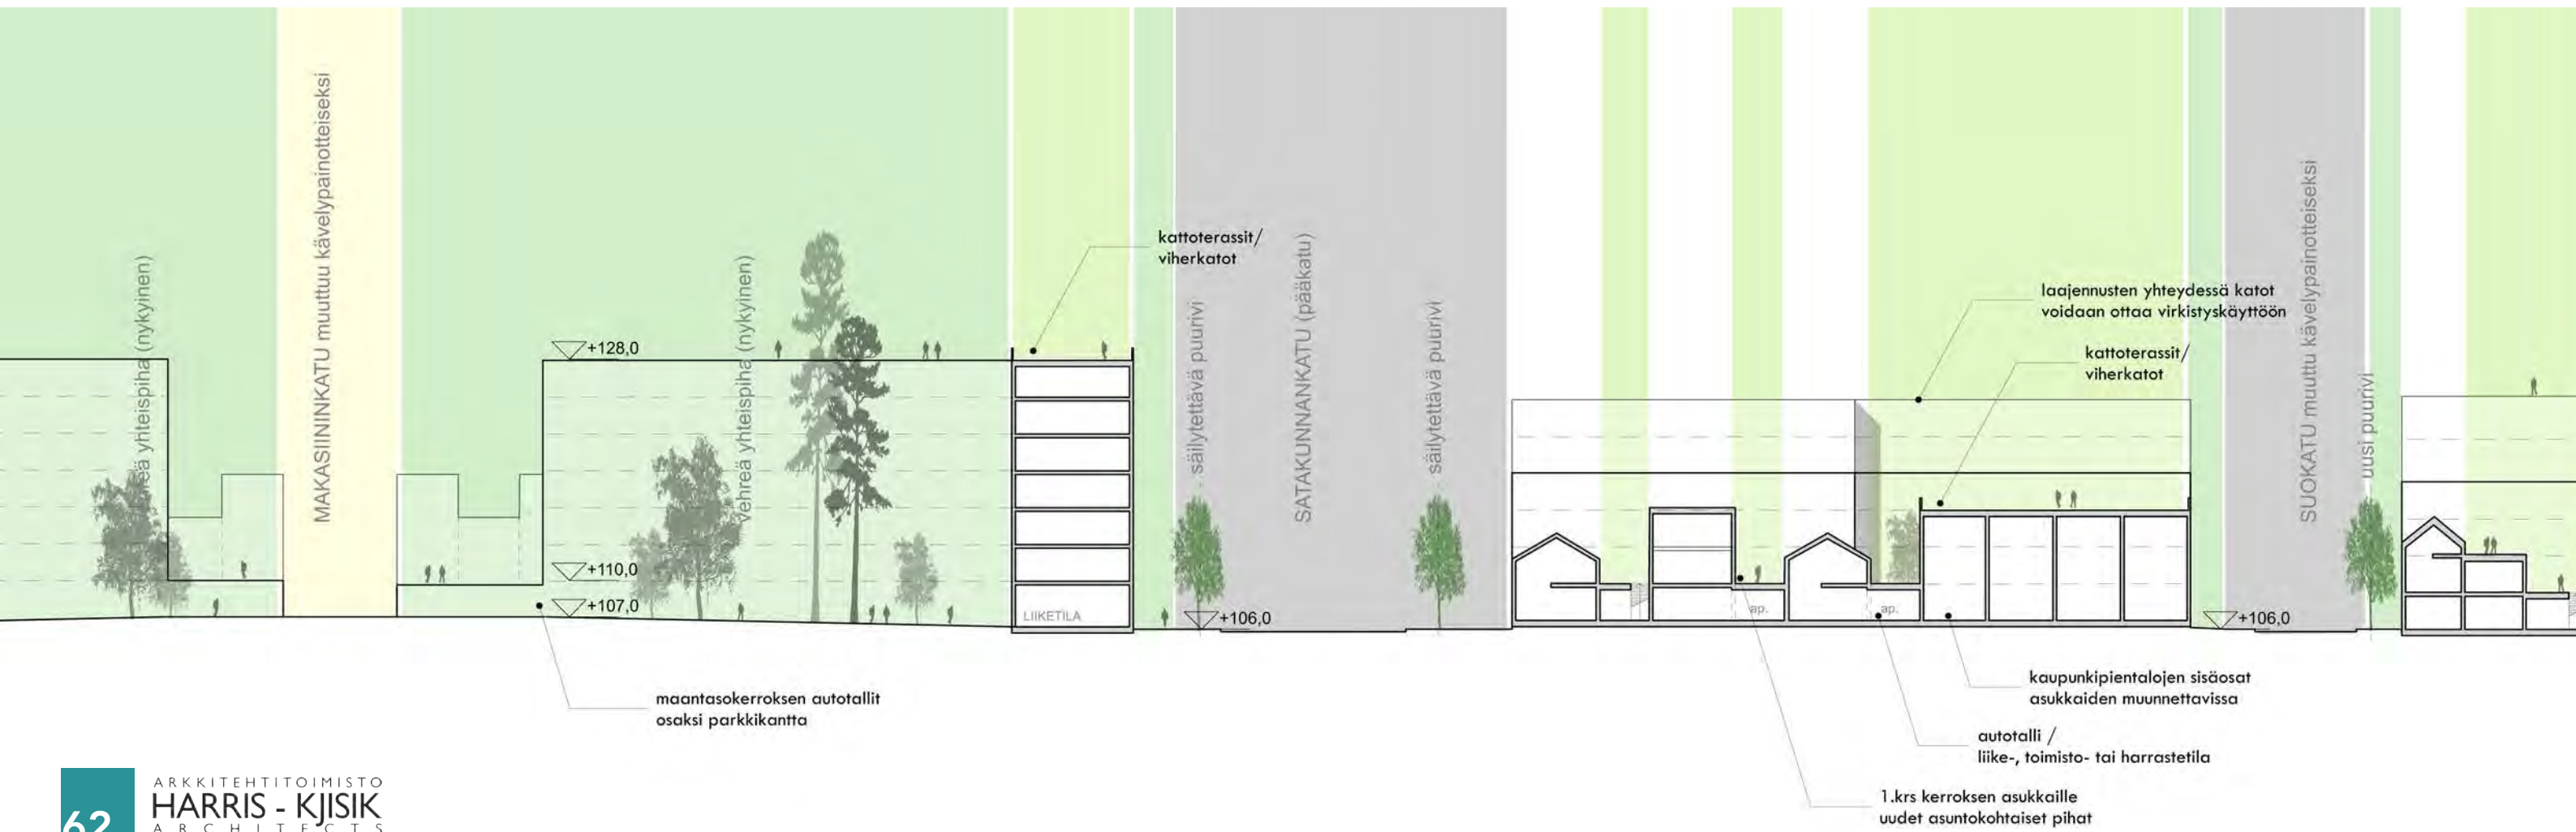 vehreä yhteispiha (nykyinen)
MAKASIININKATU muuttuu kävelypainotteiseksi
vehreä yhteispiha (nykyinen)
kattoterassit/
viherkatot
säilytettävä puurivi
SATAKUNNANKATU (pääkatu)
säilytettävä puurivi
laajennusten yhteydessä katot
voidaan ottaa virkistyskäyttöön
kattoterassit/
viherkatot
SUOKATU muuttu kävelypainotteiseksi
uusi puurivi
+128,0
+110,0
+107,0
LIIKETILA
+106,0
ap.
ap.
+106,0
maantasokerroksen autotallit
osaksi parkkikantta
kaupunkipientalojen sisäosat
asukkaiden muunnettavissa
autotalli /
liike-, toimisto- tai harrastetila
1.krs kerroksen asukkaille
uudet asuntokohtaiset pihat
62
ARKKITEHTITOIMISTO
HARRIS - KJISIK
ARCHITECTS